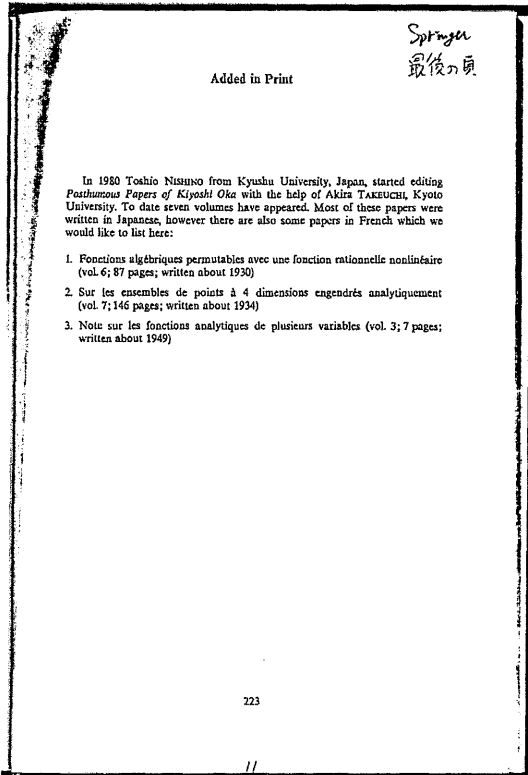 Springer
最後の頁
Added in Print
In 1980 Toshio NISHINO from Kyushu University, Japan, started editing
Posthumous Papers of Kiyoshi Oka with the help of Akira TAKEUCHI, Kyoto
University. To date seven volumes have appeared. Most of these papers were
written in Japanese, however there are also some papers in French which we
would like to list here:
1. Fonctions algébriques permutables avec une fonction rationnelle nonlinéaire
(vol. 6; 87 pages; written about 1930)
2. Sur les ensembles de points à 4 dimensions engendrés analytiquement
(vol. 7; 146 pages; written about 1934)
3. Note sur les fonctions analytiques de plusieurs variables (vol. 3; 7 pages;
written about 1949)
223
11